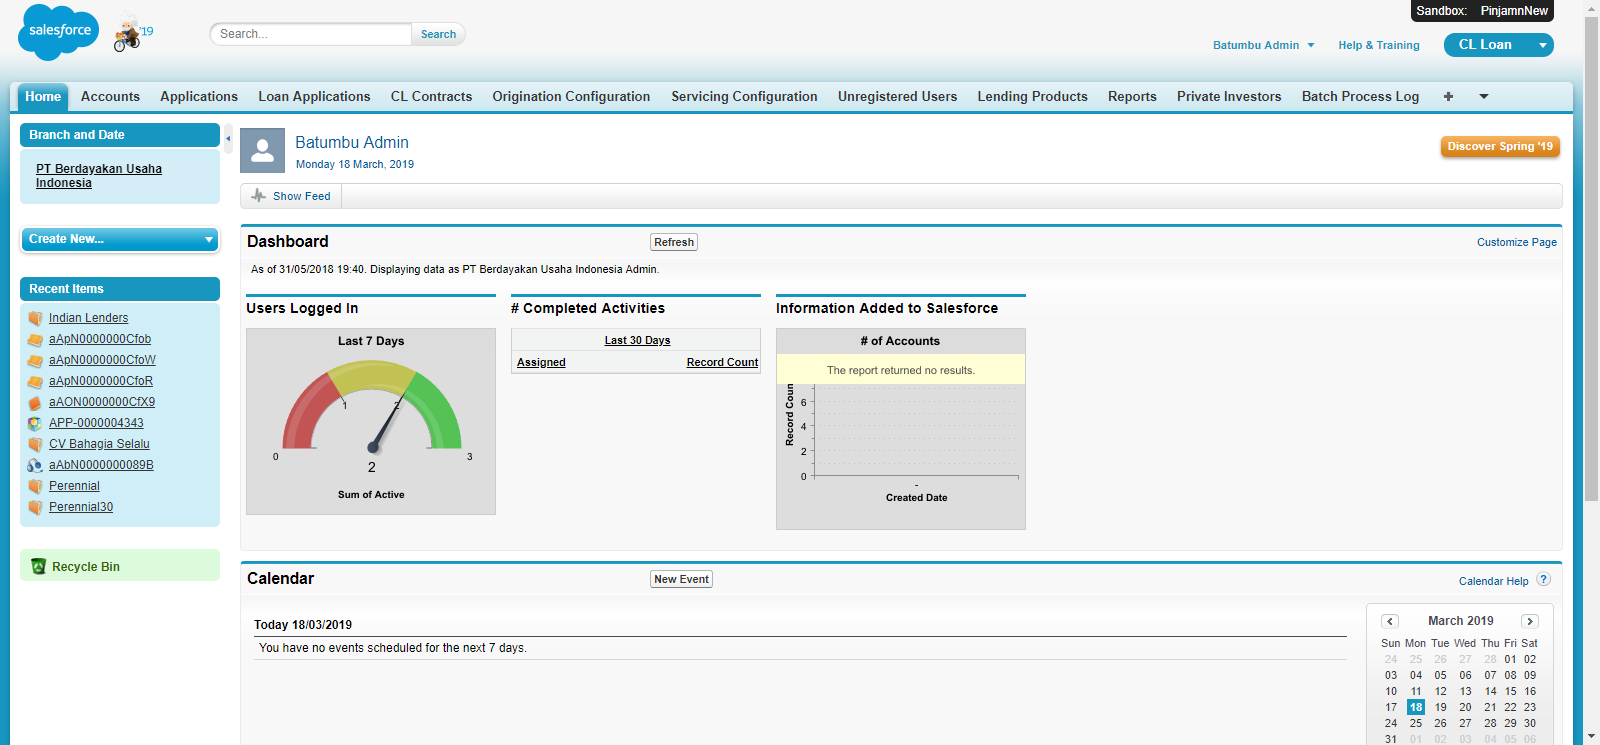 Sandbox: PinjamnNew
salesforce
'19
Search...
Search
Batumbu Admin
Help & Training
CL Loan
Home
Accounts
Applications
Loan Applications
CL Contracts
Origination Configuration
Servicing Configuration
Unregistered Users
Lending Products
Reports
Private Investors
Batch Process Log
+
Branch and Date
PT Berdayakan Usaha
Indonesia
Create New...
Recent Items
Indian Lenders
aApN0000000Cfob
aApN0000000CfoW
aApN0000000CfoR
aAON0000000CfX9
APP-0000004343
CV Bahagia Selalu
aAbN0000000089B
Perennial
Perennial30
Recycle Bin
Batumbu Admin
Monday 18 March, 2019
Discover Spring '19
Show Feed
Dashboard
Refresh
Customize Page
As of 31/05/2018 19:40. Displaying data as PT Berdayakan Usaha Indonesia Admin.
Users Logged In
Last 7 Days
0
1
2
3
2
Sum of Active
# Completed Activities
Last 30 Days
Assigned Record Count
Information Added to Salesforce
# of Accounts
The report returned no results.
Record Coun
6
4
2
0
-
Created Date
Calendar
New Event
Calendar Help ?
Today 18/03/2019
You have no events scheduled for the next 7 days.
< March 2019 >
Sun Mon Tue Wed Thu Fri Sat
24 25 26 27 28 01 02
03 04 05 06 07 08 09
10 11 12 13 14 15 16
17 18 19 20 21 22 23
24 25 26 27 28 29 30
31 01 02 03 04 05 06